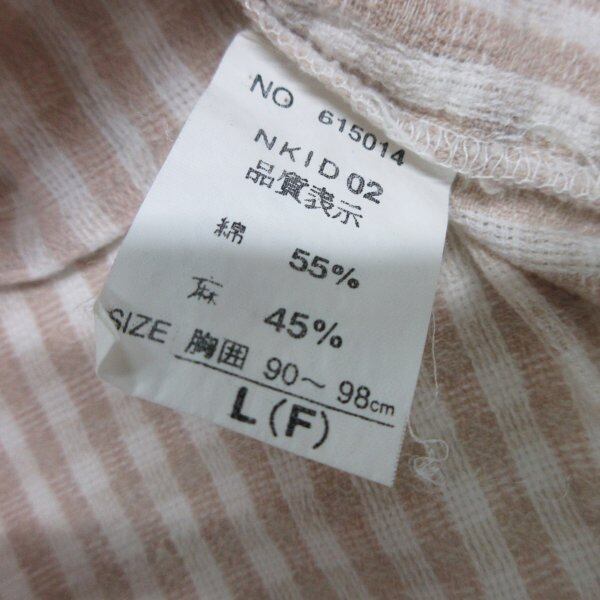 NO 615014
NKID 02
品質表示
綿 55%
麻 45%
SIZE 胸囲 90～98cm
L(F)